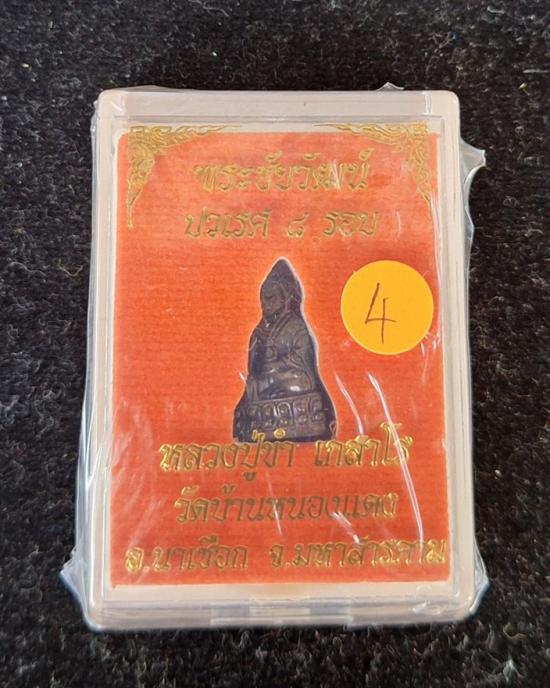 พระชัยวัฒน์
ปวเรศ ๘ รอบ
4
หลวงปู่ขำ เกสาโร
วัดบ้านหนองแดง
อ.นาเชือก จ.มหาสารคาม